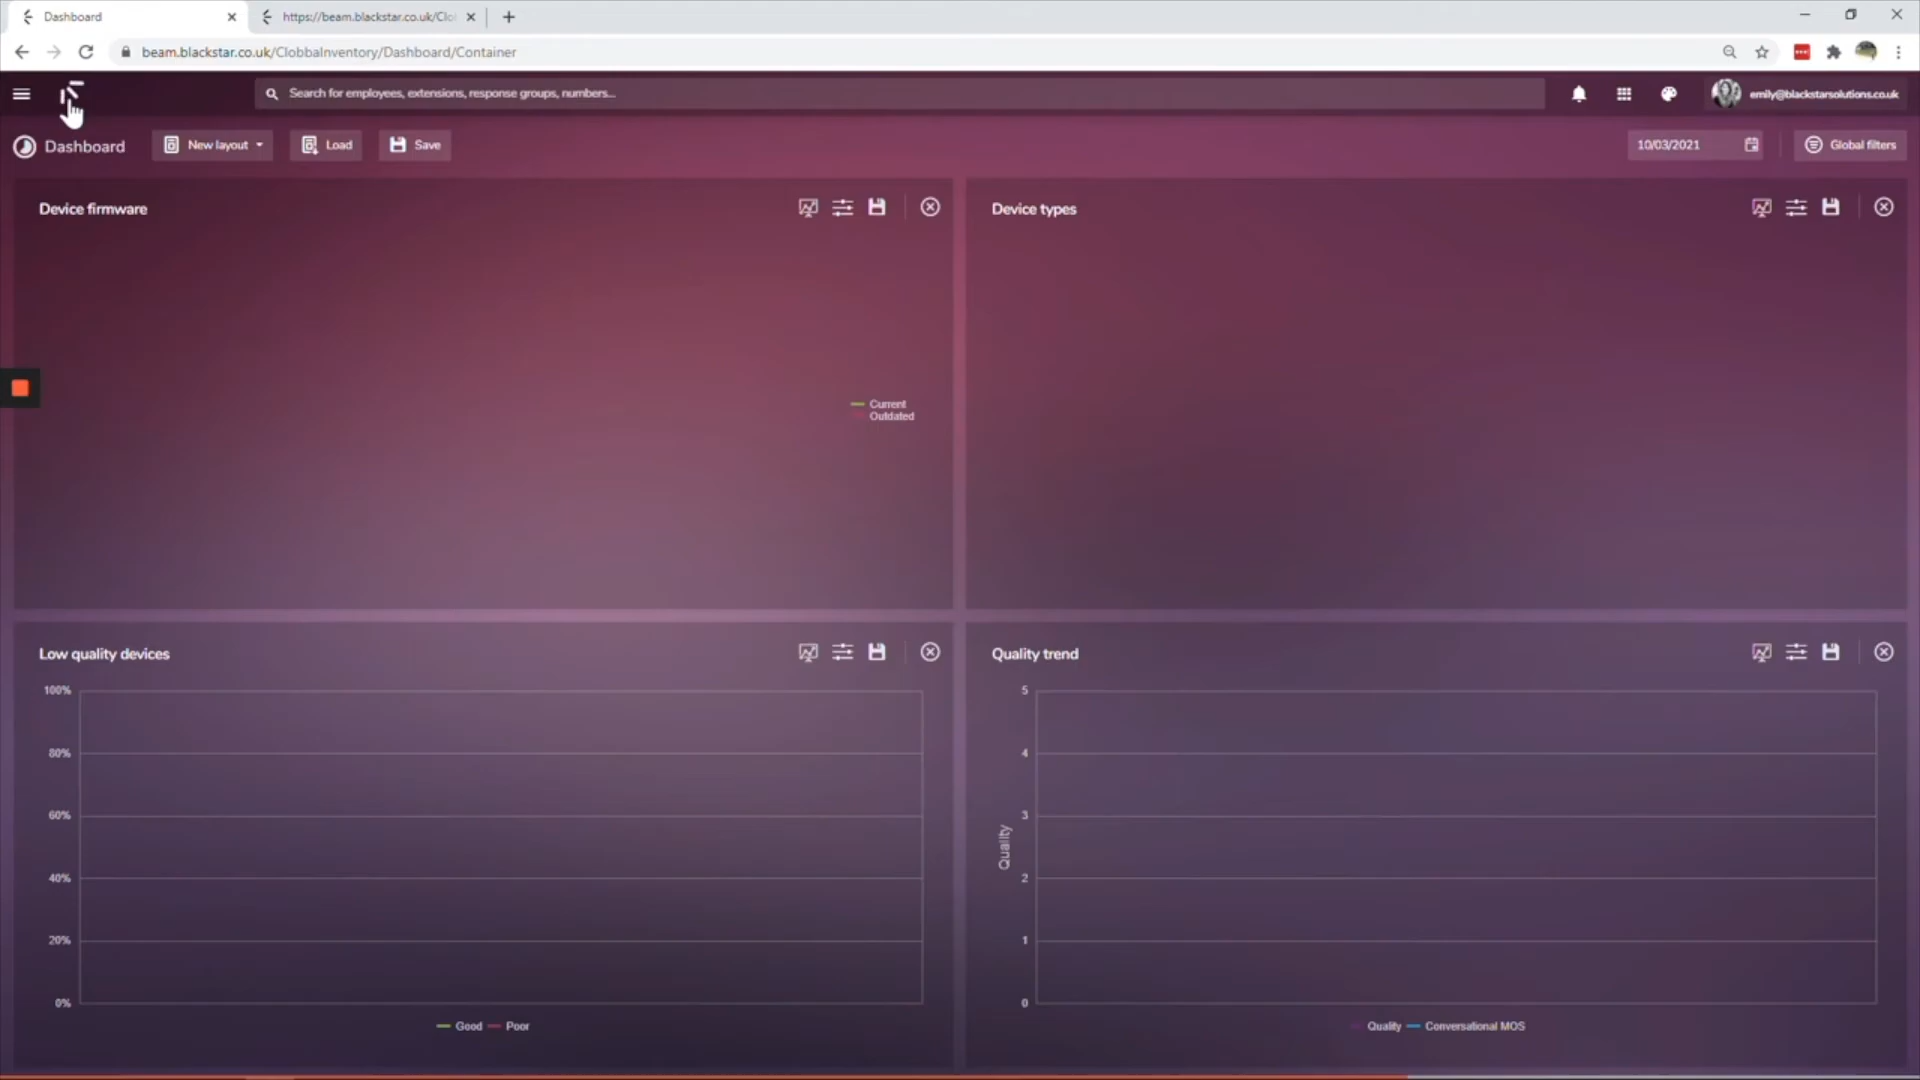 Dashboard
https://beam.blackstar.co.uk/Clo
beam.blackstar.co.uk/ClobbaInventory/Dashboard/Container
Search for employees, extensions, response groups, numbers...
emily@blackstarsolutions.co.uk
Dashboard
New layout
Load
Save
10/03/2021
Global filters
Device firmware
Current
Outdated
Device types
Low quality devices
100%
80%
60%
40%
20%
0%
Good
Poor
Quality trend
5
4
3
2
1
0
Quality
Quality
Conversational MOS